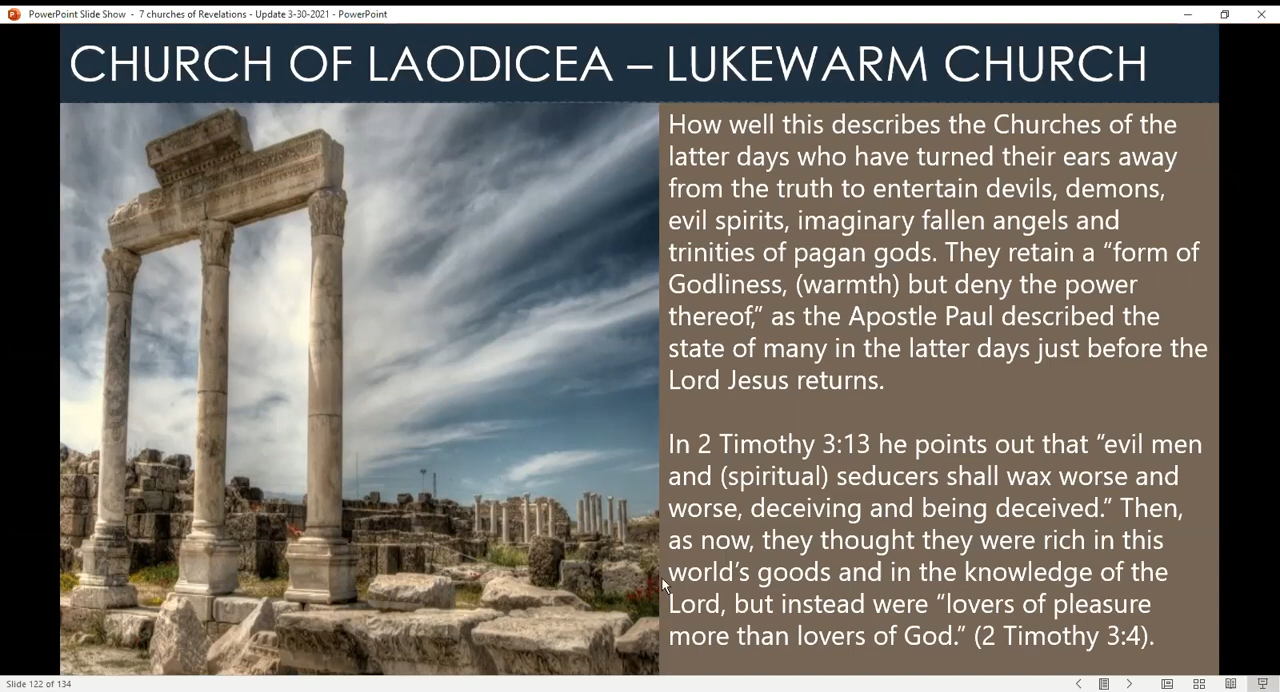 PowerPoint Slide Show - 7 churches of Revelations - Update 3-30-2021 - PowerPoint
CHURCH OF LAODICEA – LUKEWARM CHURCH
How well this describes the Churches of the
latter days who have turned their ears away
from the truth to entertain devils, demons,
evil spirits, imaginary fallen angels and
trinities of pagan gods. They retain a “form of
Godliness, (warmth) but deny the power
thereof,” as the Apostle Paul described the
state of many in the latter days just before the
Lord Jesus returns.
In 2 Timothy 3:13 he points out that “evil men
and (spiritual) seducers shall wax worse and
worse, deceiving and being deceived.” Then,
as now, they thought they were rich in this
world’s goods and in the knowledge of the
Lord, but instead were “lovers of pleasure
more than lovers of God.” (2 Timothy 3:4).
Slide 122 of 134